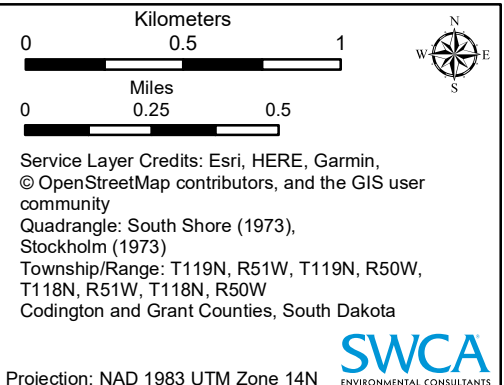 Kilometers
0 0.5 1
N
W E
S
Miles
0 0.25 0.5
Service Layer Credits: Esri, HERE, Garmin,
© OpenStreetMap contributors, and the GIS user
community
Quadrangle: South Shore (1973),
Stockholm (1973)
Township/Range: T119N, R51W, T119N, R50W,
T118N, R51W, T118N, R50W
Codington and Grant Counties, South Dakota
Projection: NAD 1983 UTM Zone 14N
SWCA
ENVIRONMENTAL CONSULTANTS